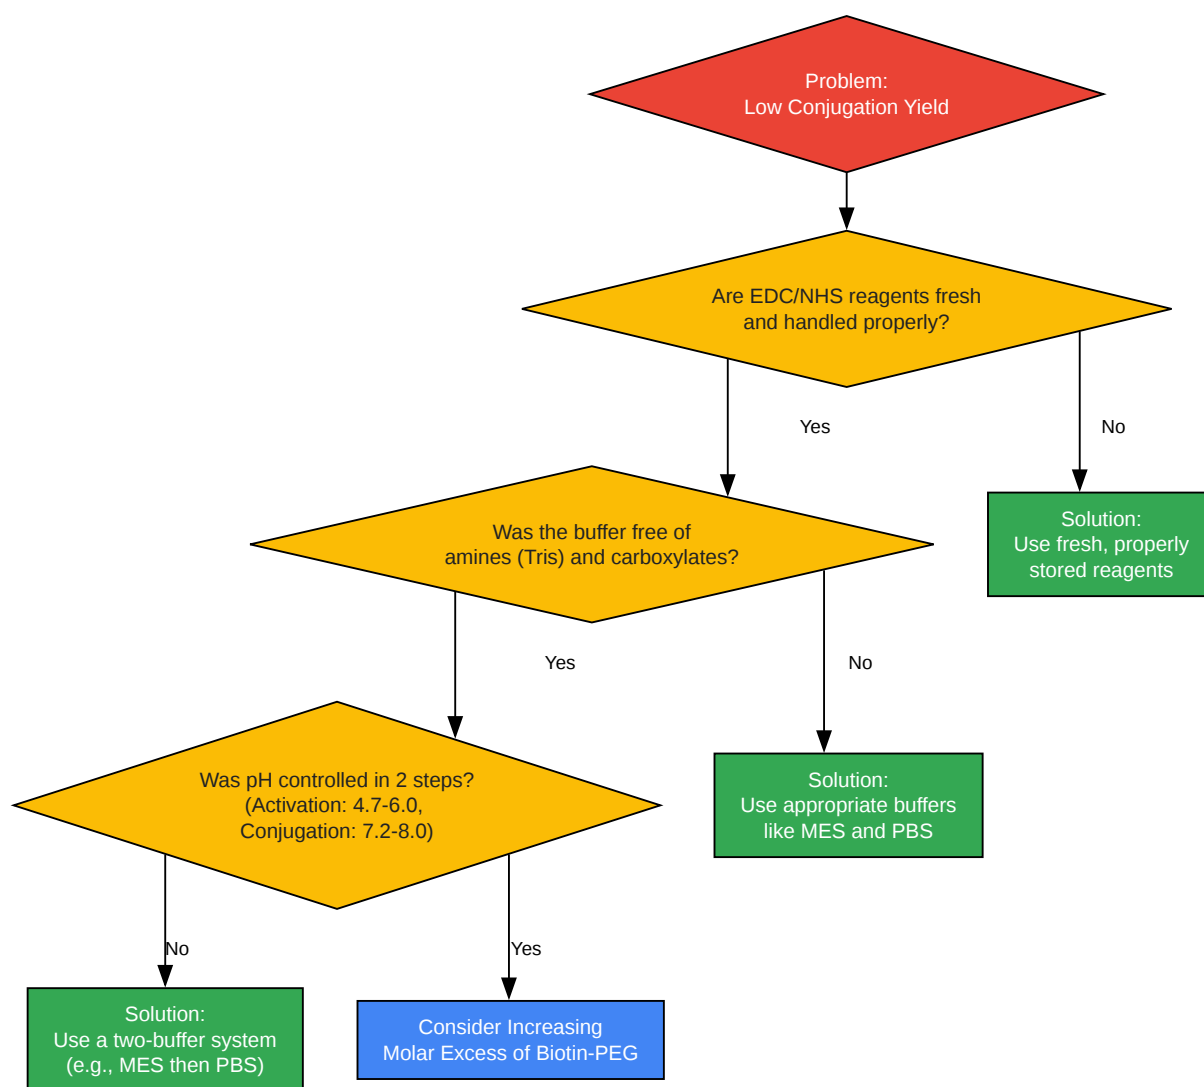 Problem:
Low Conjugation Yield
Are EDC/NHS reagents fresh
and handled properly?
Yes
No
Was the buffer free of
amines (Tris) and carboxylates?
Solution:
Use fresh, properly
stored reagents
Yes
No
Was pH controlled in 2 steps?
(Activation: 4.7-6.0,
Conjugation: 7.2-8.0)
Solution:
Use appropriate buffers
like MES and PBS
No
Yes
Solution:
Use a two-buffer system
(e.g., MES then PBS)
Consider Increasing
Molar Excess of Biotin-PEG